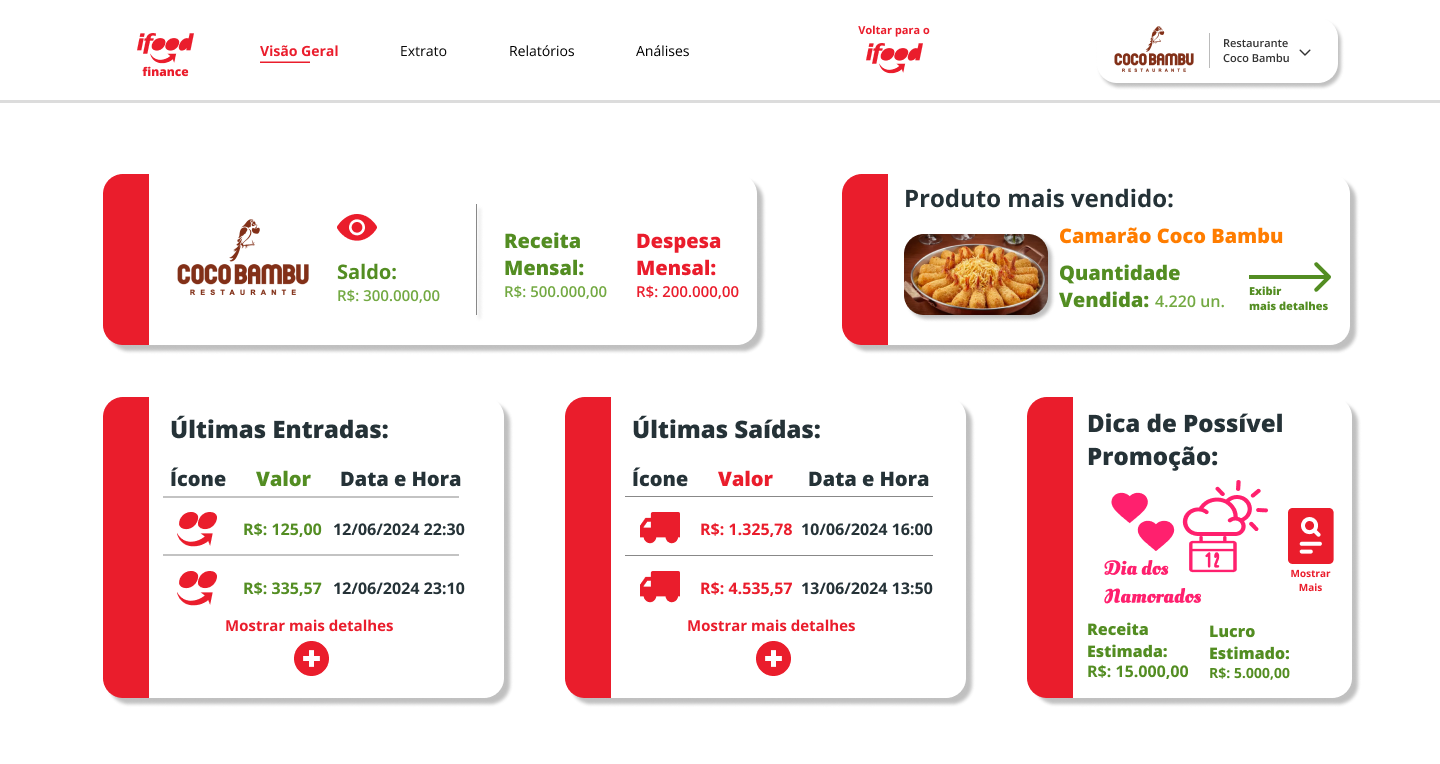 ifood
finance
Visão Geral
Extrato
Relatórios
Análises
Voltar para o
ifood
COCO BAMBU
RESTAURANTE
Restaurante
Coco Bambu
COCO BAMBU
RESTAURANTE
Saldo:
R$: 300.000,00
Receita
Mensal:
R$: 500.000,00
Despesa
Mensal:
R$: 200.000,00
Produto mais vendido:
Camarão Coco Bambu
Quantidade
Vendida: 4.220 un.
Exibir
mais detalhes
Últimas Entradas:
Ícone Valor Data e Hora
R$: 125,00 12/06/2024 22:30
R$: 335,57 12/06/2024 23:10
Mostrar mais detalhes
Últimas Saídas:
Ícone Valor Data e Hora
R$: 1.325,78 10/06/2024 16:00
R$: 4.535,57 13/06/2024 13:50
Mostrar mais detalhes
Dica de Possível
Promoção:
12
Dia dos
Namorados
Mostrar
Mais
Receita
Estimada:
R$: 15.000,00
Lucro
Estimado:
R$: 5.000,00